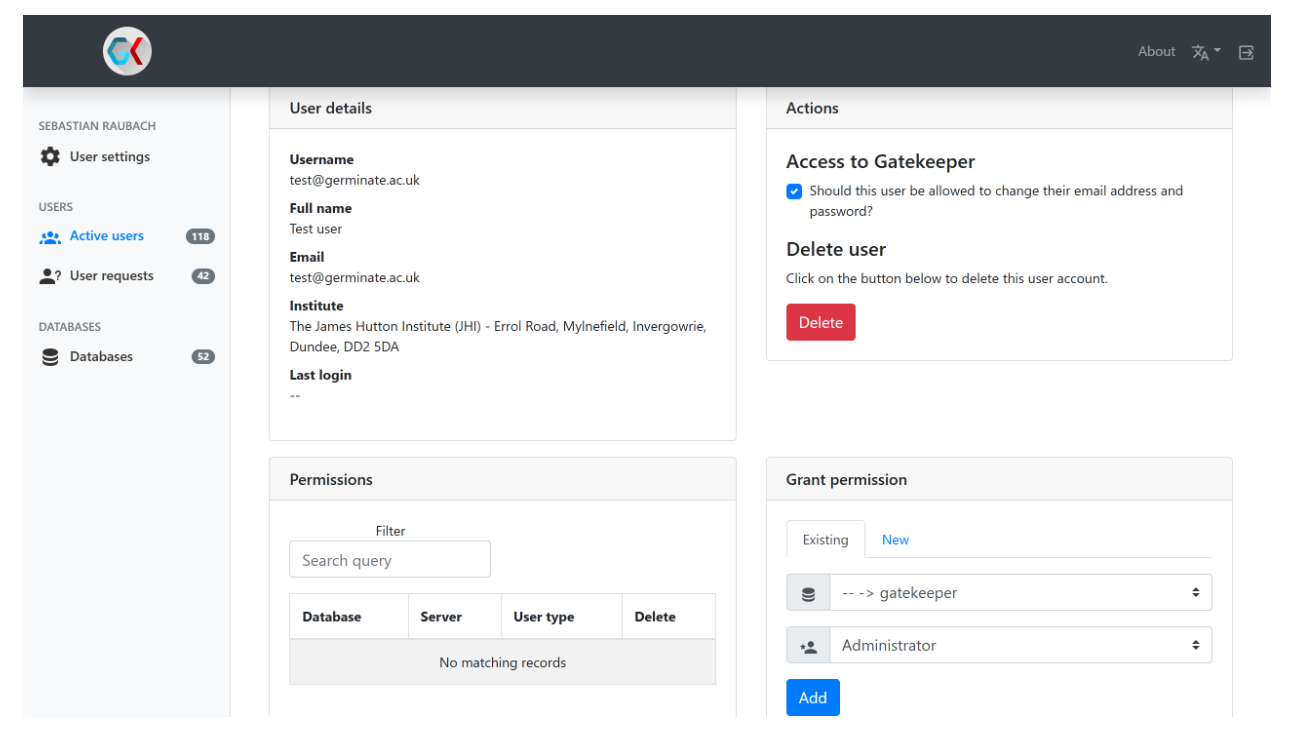 About
SEBASTIAN RAUBACH
User settings
USERS
Active users 118
User requests 42
DATABASES
Databases 52
User details
Username
test@germinate.ac.uk
Full name
Test user
Email
test@germinate.ac.uk
Institute
The James Hutton Institute (JHI) - Errol Road, Mylnefield, Invergowrie,
Dundee, DD2 5DA
Last login
--
Actions
Access to Gatekeeper
Should this user be allowed to change their email address and
password?
Delete user
Click on the button below to delete this user account.
Delete
Permissions
Filter
Search query
Database Server User type Delete
No matching records
Grant permission
Existing New
-- -> gatekeeper
Administrator
Add